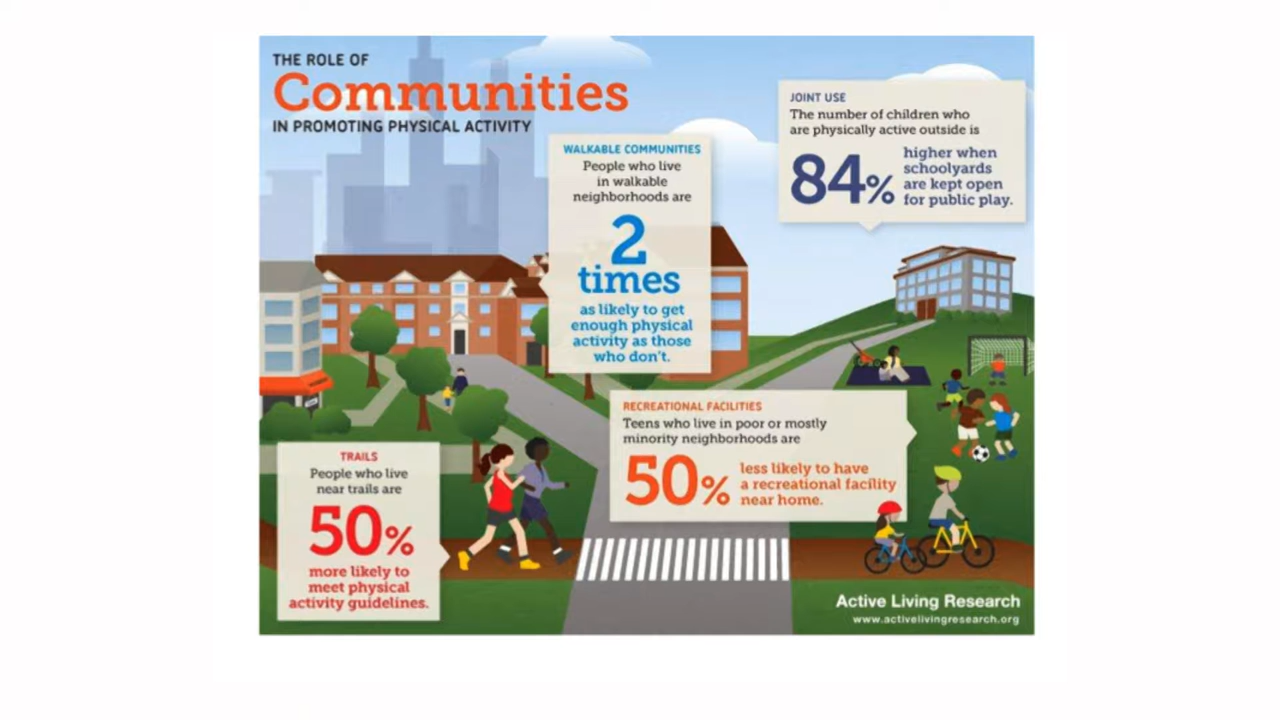 THE ROLE OF
Communities
IN PROMOTING PHYSICAL ACTIVITY
WALKABLE COMMUNITIES
People who live
in walkable
neighborhoods are
2
times
as likely to get
enough physical
activity as those
who don't.
JOINT USE
The number of children who
are physically active outside is
84%
higher when
schoolyards
are kept open
for public play.
RECREATIONAL FACILITIES
Teens who live in poor or mostly
minority neighborhoods are
50%
less likely to have
a recreational facility
near home.
TRAILS
People who live
near trails are
50%
more likely to
meet physical
activity guidelines.
Active Living Research
www.activelivingresearch.org